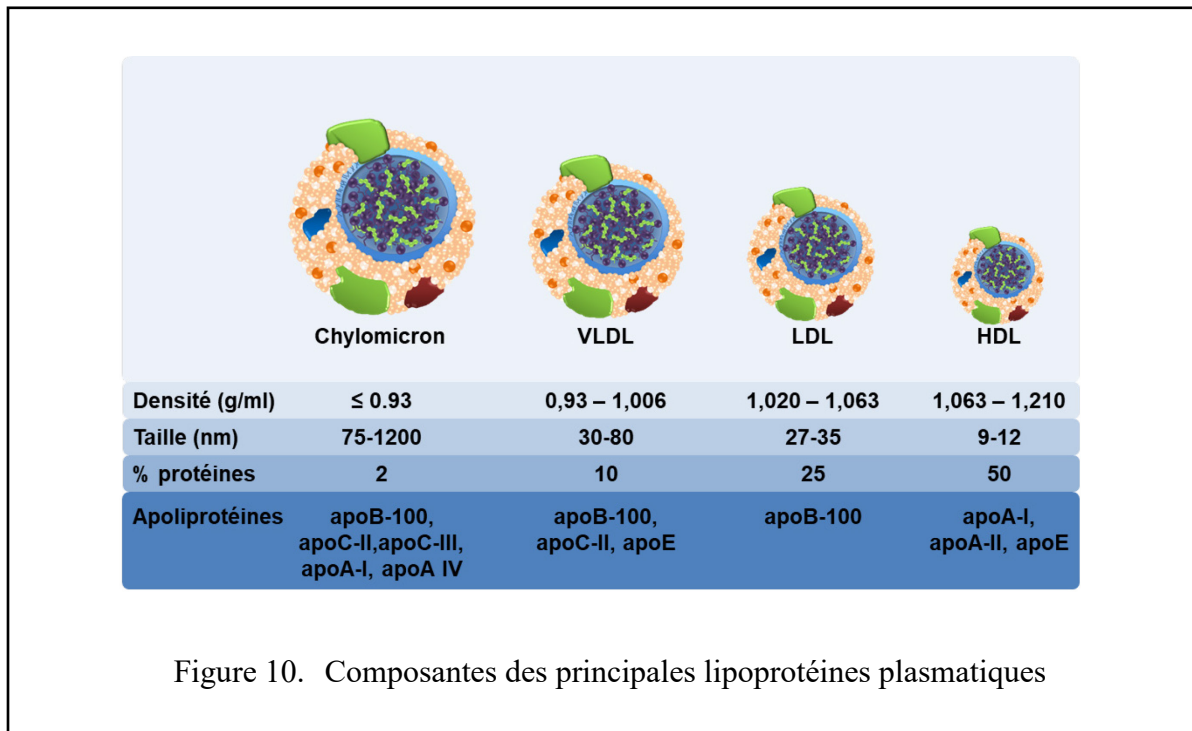 Chylomicron VLDL LDL HDL
Densité (g/ml) ≤ 0.93 0,93 – 1,006 1,020 – 1,063 1,063 – 1,210
Taille (nm) 75-1200 30-80 27-35 9-12
% protéines 2 10 25 50
Apoliprotéines apoB-100, apoB-100, apoB-100 apoA-I,
apoC-II,apoC-III, apoC-II, apoE apoA-II, apoE
apoA-I, apoA IV
Figure 10. Composantes des principales lipoprotéines plasmatiques